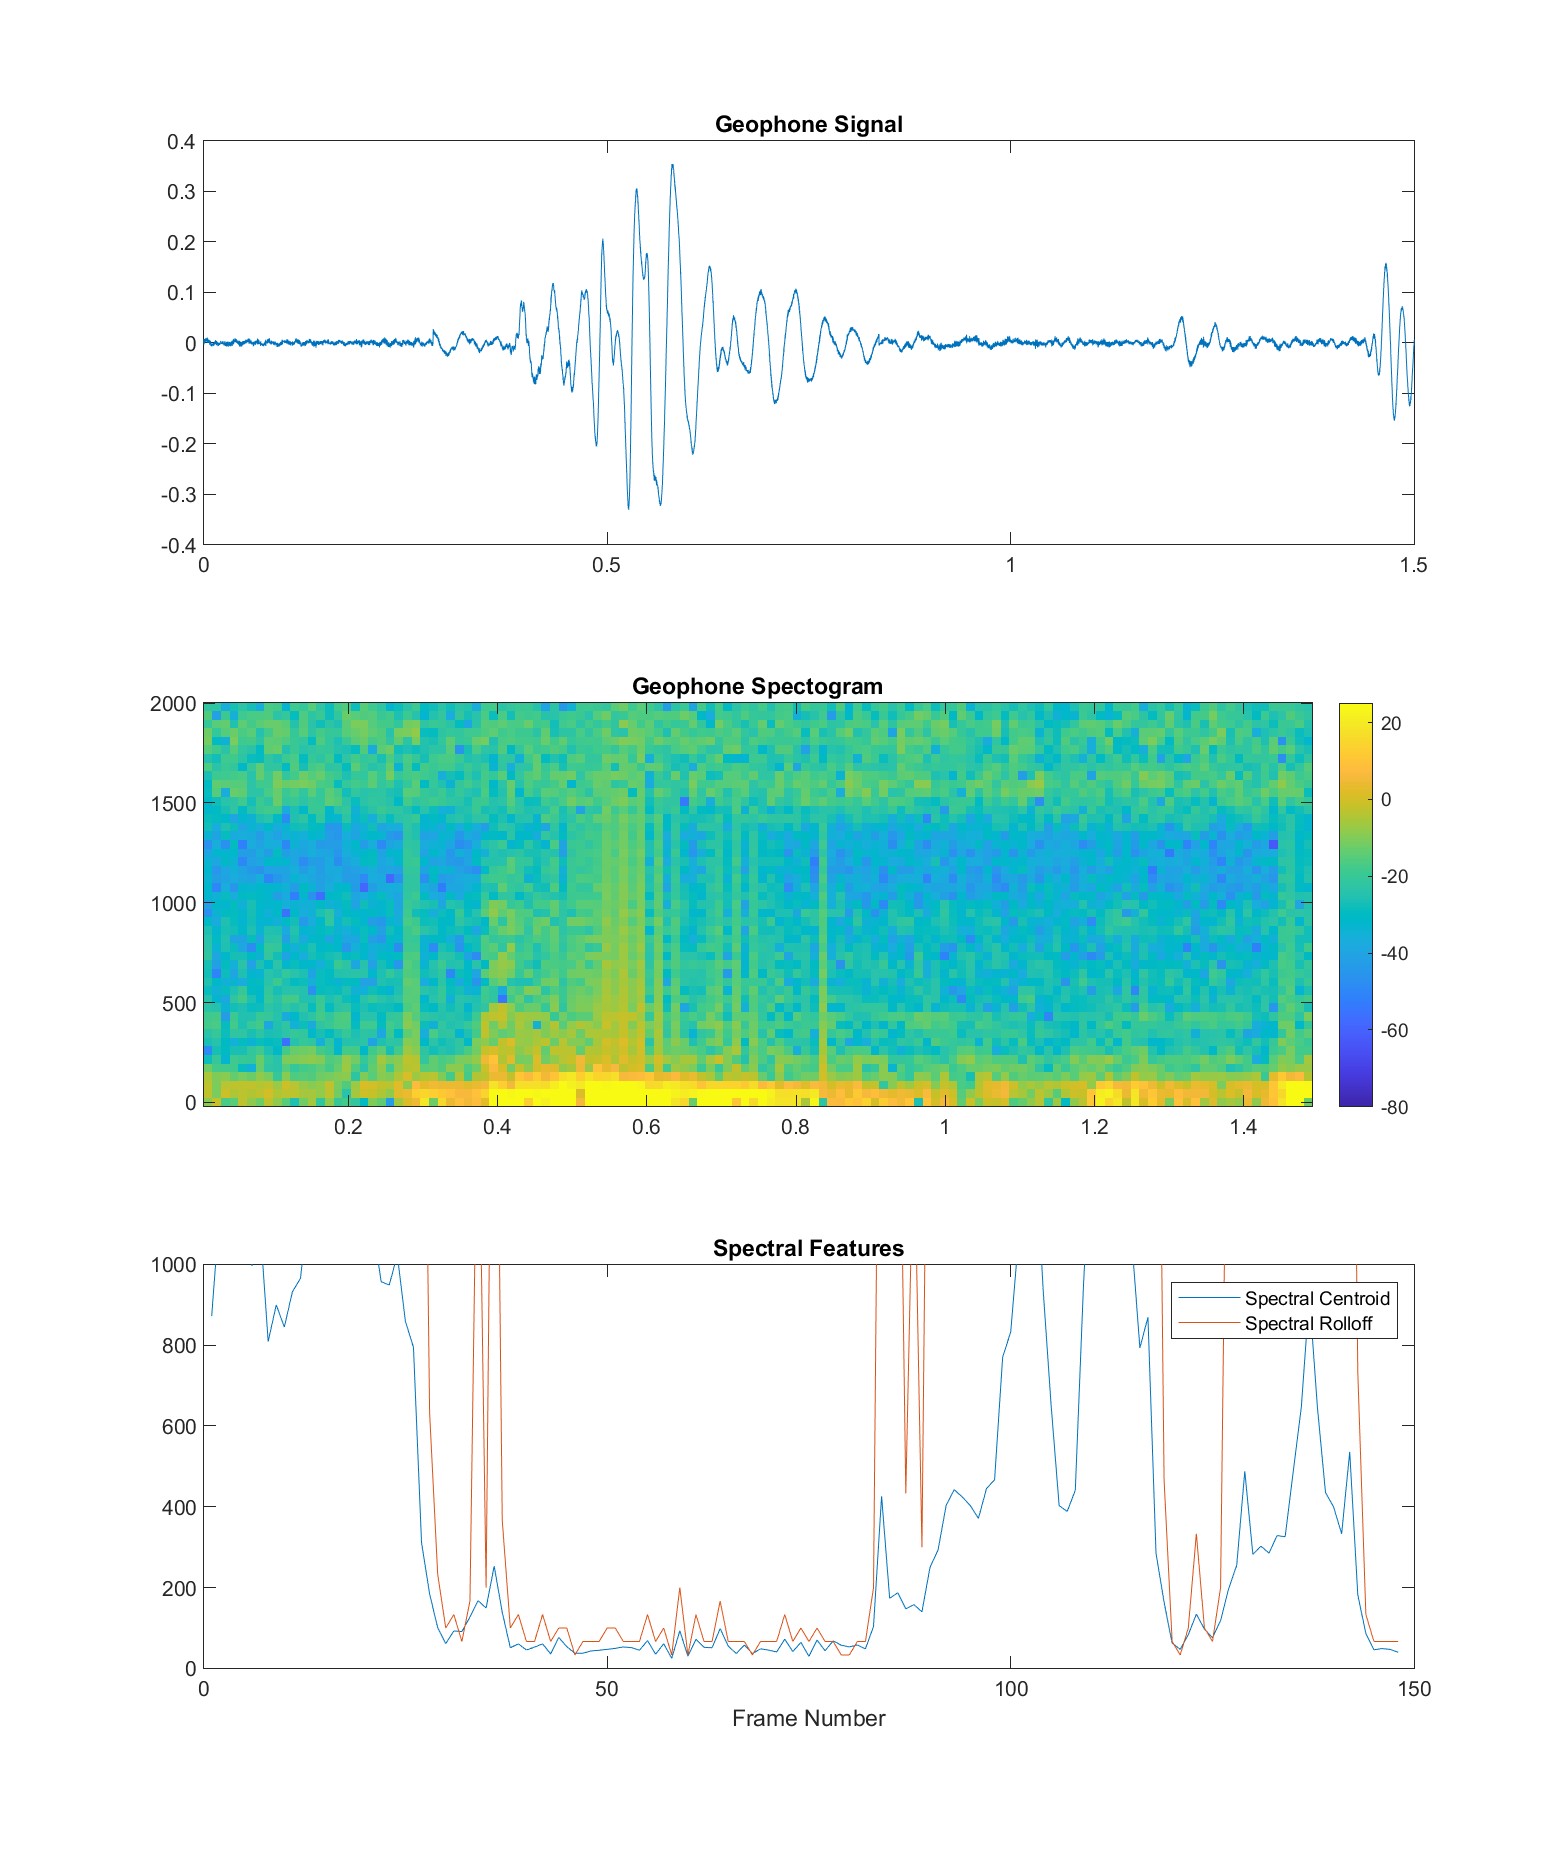 Geophone Signal
0.4
0.3
0.2
0.1
0
-0.1
-0.2
-0.3
-0.4
0 0.5 1 1.5
Geophone Spectogram
2000
1500
1000
500
0
0.2 0.4 0.6 0.8 1 1.2 1.4
20
0
-20
-40
-60
-80
Spectral Features
1000
800
600
400
200
0
Spectral Centroid
Spectral Rolloff
0 50 100 150
Frame Number